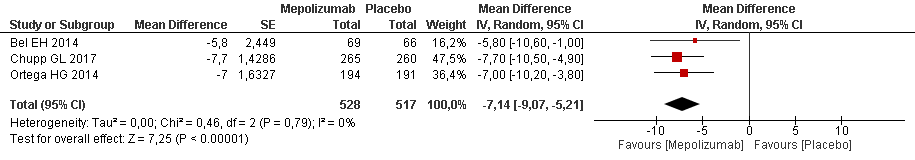 Mepolizumab Placebo Mean Difference Mean Difference
Study or Subgroup Mean Difference SE Total Total Weight IV, Random, 95% CI IV, Random, 95% CI
Bel EH 2014 -5,8 2,449 69 66 16,2% -5,80 [-10,60, -1,00]
Chupp GL 2017 -7,7 1,4286 265 260 47,5% -7,70 [-10,50, -4,90]
Ortega HG 2014 -7 1,6327 194 191 36,4% -7,00 [-10,20, -3,80]
Total (95% CI) 528 517 100,0% -7,14 [-9,07, -5,21]
Heterogeneity: Tau² = 0,00; Chi² = 0,46, df = 2 (P = 0,79); I² = 0%
Test for overall effect: Z = 7,25 (P < 0.00001)
-10 -5 0 5 10
Favours [Mepolizumab] Favours [Placebo]